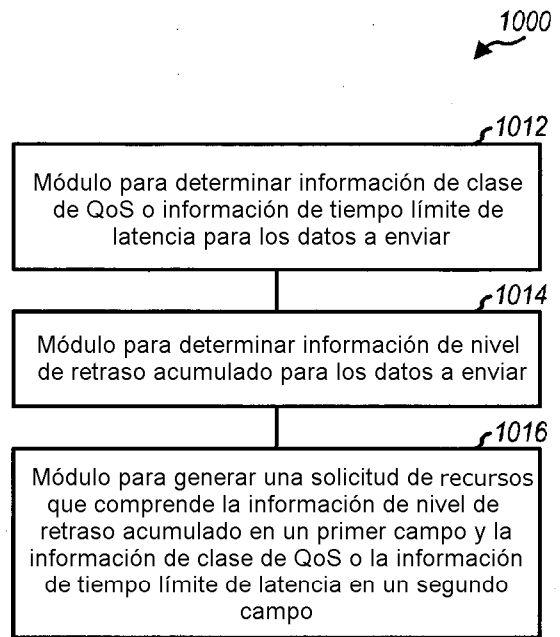 1000
1012
Módulo para determinar información de clase
de QoS o información de tiempo límite de
latencia para los datos a enviar
1014
Módulo para determinar información de nivel
de retraso acumulado para los datos a enviar
1016
Módulo para generar una solicitud de recursos
que comprende la información de nivel de
retraso acumulado en un primer campo y la
información de clase de QoS o la información
de tiempo límite de latencia en un segundo
campo